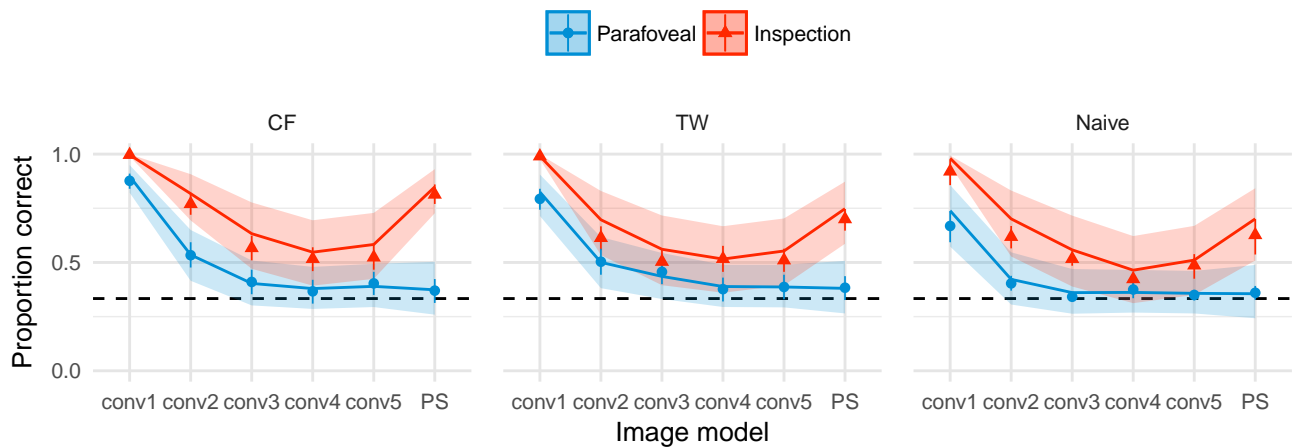 Parafoveal Inspection
CF TW Naive
Proportion correct
1.0
0.5
0.0
conv1 conv2 conv3 conv4 conv5 PS conv1 conv2 conv3 conv4 conv5 PS conv1 conv2 conv3 conv4 conv5 PS
Image model